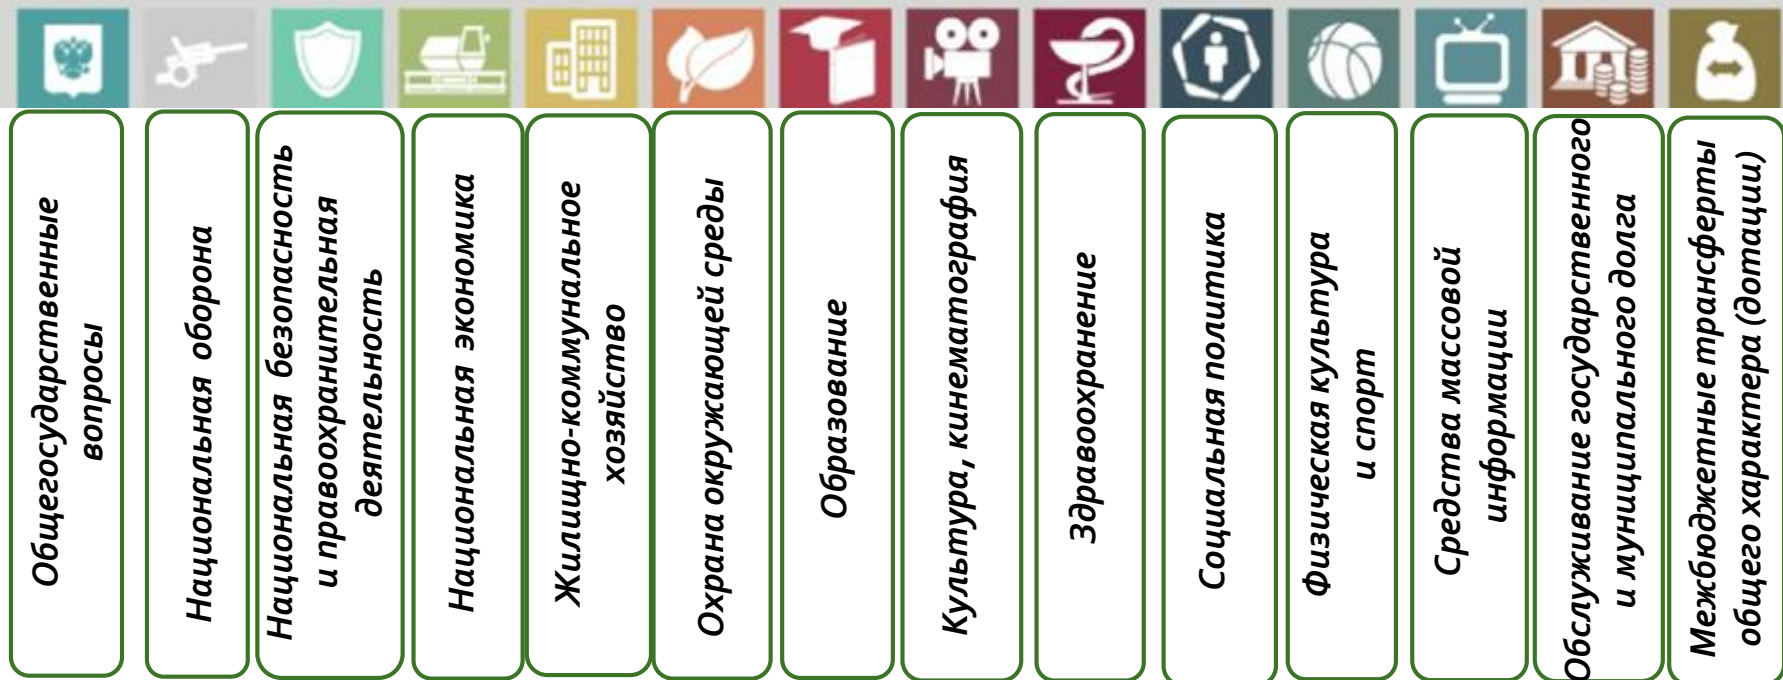 Общегосударственные
вопросы
Национальная оборона
Национальная безопасность
и правоохранительная
деятельность
Национальная экономика
Жилищно-коммунальное
хозяйство
Охрана окружающей среды
Образование
Культура, кинематография
Здравоохранение
Социальная политика
Физическая культура
и спорт
Средства массовой
информации
Обслуживание государственного
и муниципального долга
Межбюджетные трансферты
общего характера (дотации)